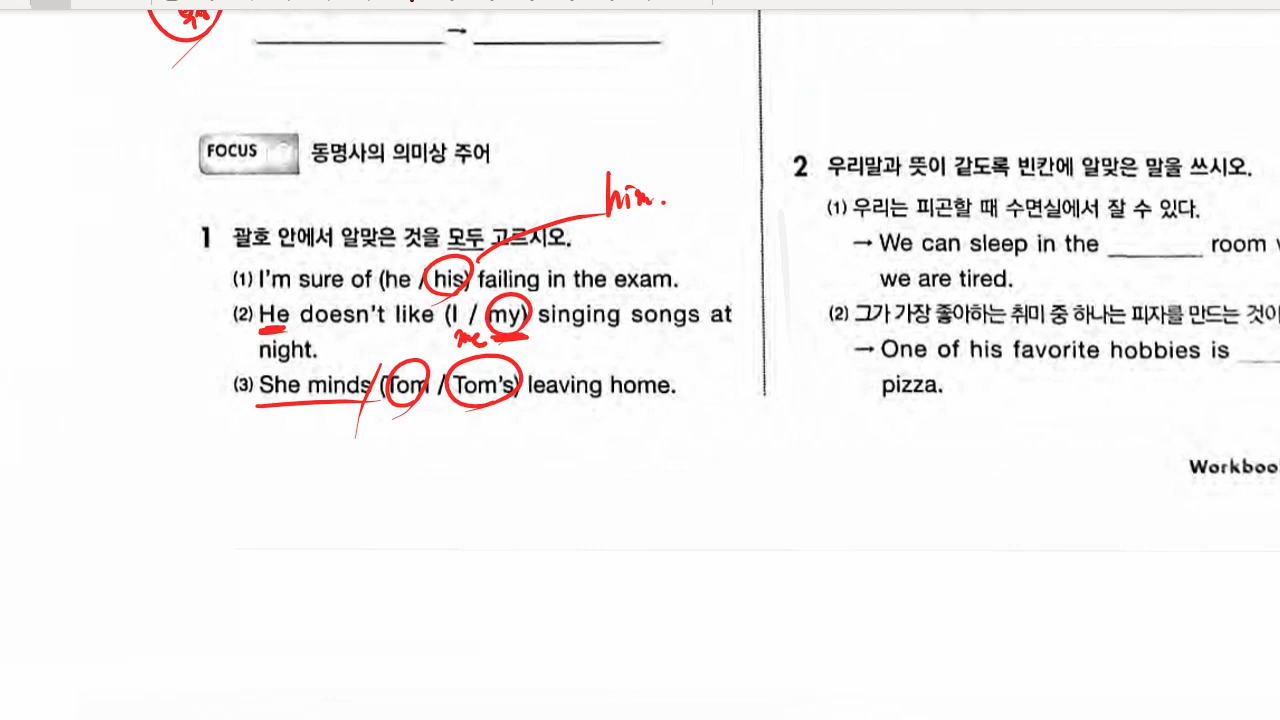 →
FOCUS 동명사의 의미상 주어
him.
1 괄호 안에서 알맞은 것을 모두 고르시오.
(1) I'm sure of (he / his) failing in the exam.
(2) He doesn't like (I / my) singing songs at
me
night.
(3) She minds (Tom / Tom's) leaving home.
2 우리말과 뜻이 같도록 빈칸에 알맞은 말을 쓰시오.
(1) 우리는 피곤할 때 수면실에서 잘 수 있다.
→ We can sleep in the ________ room
we are tired.
(2) 그가 가장 좋아하는 취미 중 하나는 피자를 만드는 것이
→ One of his favorite hobbies is
pizza.